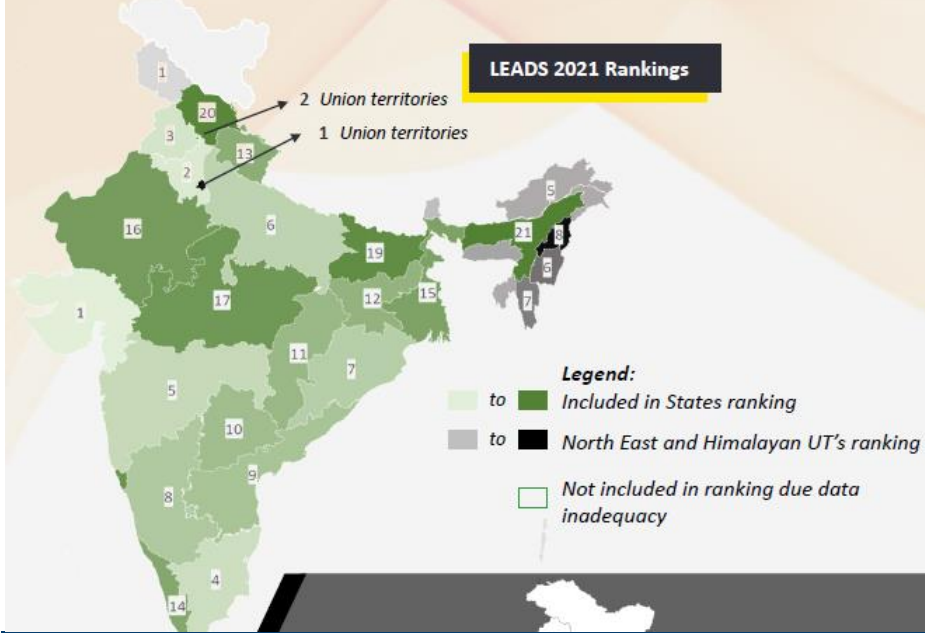 LEADS 2021 Rankings
1
2 Union territories
20
3
1 Union territories
13
2
5
6
16
21
8
19
6
17
12
15
7
1
11
7
5
10
9
8
4
14
Legend:
to
Included in States ranking
to
North East and Himalayan UT's ranking
Not included in ranking due data
inadequacy